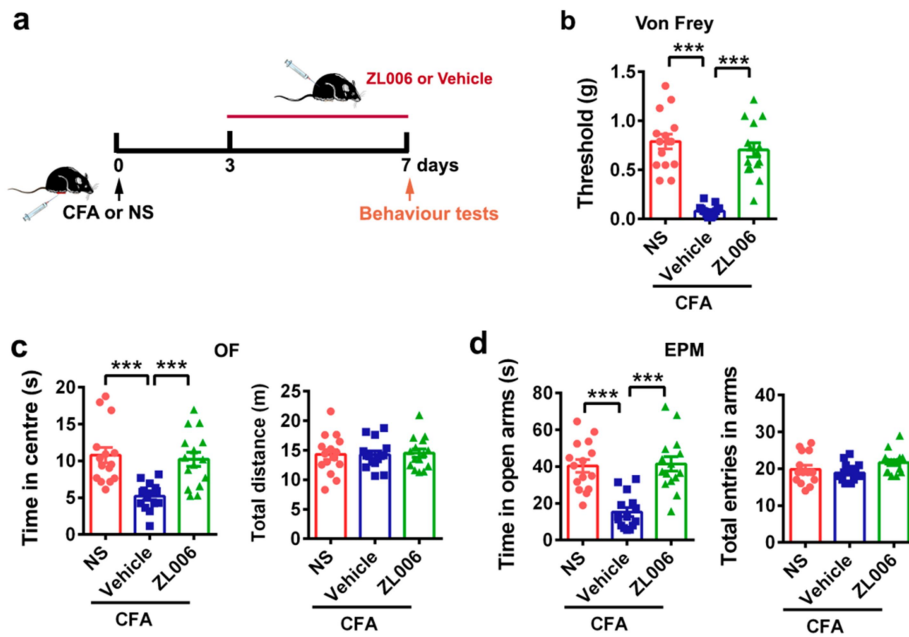 a
ZL006 or Vehicle
0 3 7 days
CFA or NS
Behaviour tests
b
Von Frey
***
***
Threshold (g)
1.5
1.0
0.5
0.0
NS
Vehicle
ZL006
CFA
c
OF
***
***
Time in centre (s)
20
15
10
5
0
NS
Vehicle
ZL006
CFA
Total distance (m)
25
20
15
10
5
0
NS
Vehicle
ZL006
CFA
d
EPM
***
***
Time in open arms (s)
80
60
40
20
0
NS
Vehicle
ZL006
CFA
Total entries in arms
40
30
20
10
0
NS
Vehicle
ZL006
CFA